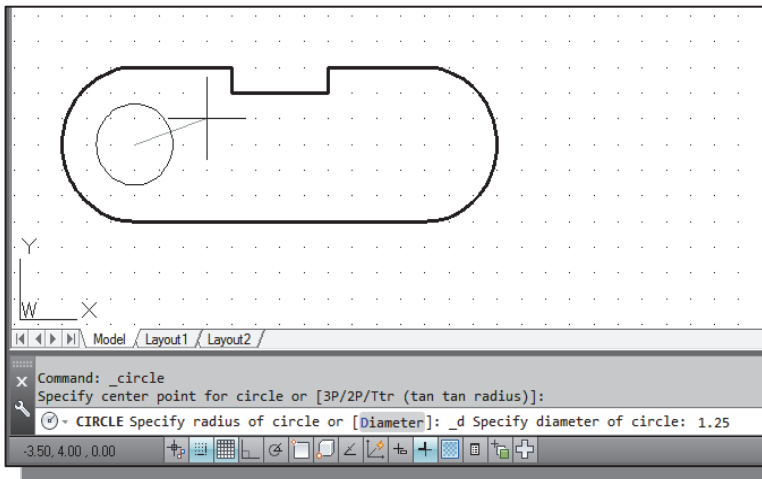 Y
W X
Model Layout1 Layout2
Command: _circle
Specify center point for circle or [3P/2P/Ttr (tan tan radius)]:
CIRCLE Specify radius of circle or [Diameter]: _d Specify diameter of circle: 1.25
-3.50, 4.00 , 0.00